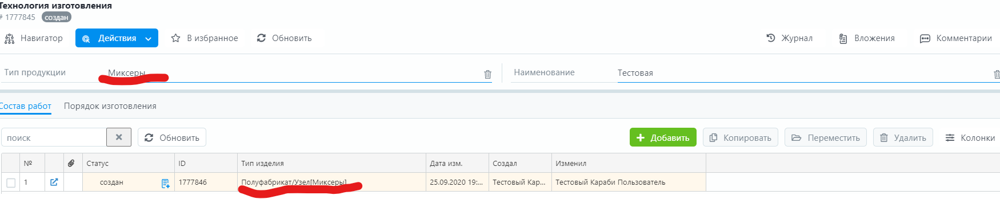 Технология изготовления
# 1777845 создан
Навигатор Действия В избранное Обновить Журнал Вложения Комментарии
Тип продукции Миксеры Наименование Тестовая
Состав работ Порядок изготовления
поиск Обновить Добавить Копировать Переместить Удалить Колонки
№ Статус ID Тип изделия Дата изм. Создал Изменил
1 создан 1777846 Полуфабрикат/Узел[Миксеры] 25.09.2020 19:... Тестовый Кар... Тестовый Караби Пользователь